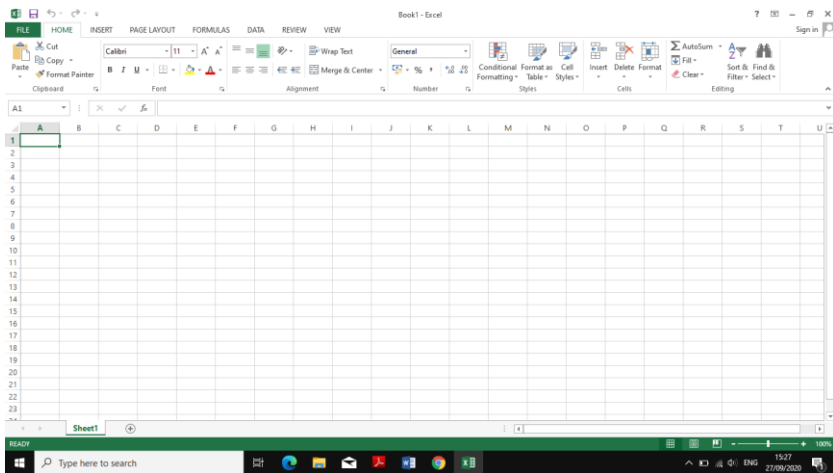 Book1 - Excel
Sign in
FILE HOME INSERT PAGE LAYOUT FORMULAS DATA REVIEW VIEW
Paste
Cut
Copy
Format Painter
Clipboard
Calibri 11
B I U
Font
Wrap Text
Merge & Center
Alignment
General
% ,
Number
Conditional Formatting
Format as Table
Cell Styles
Styles
Insert Delete Format
Cells
AutoSum
Fill
Clear
Sort & Filter
Find & Select
Editing
A1 fx
A B C D E F G H I J K L M N O P Q R S T U
1
2
3
4
5
6
7
8
9
10
11
12
13
14
15
16
17
18
19
20
21
22
23
Sheet1
READY 100%
Type here to search
ENG
15:27
27/09/2020